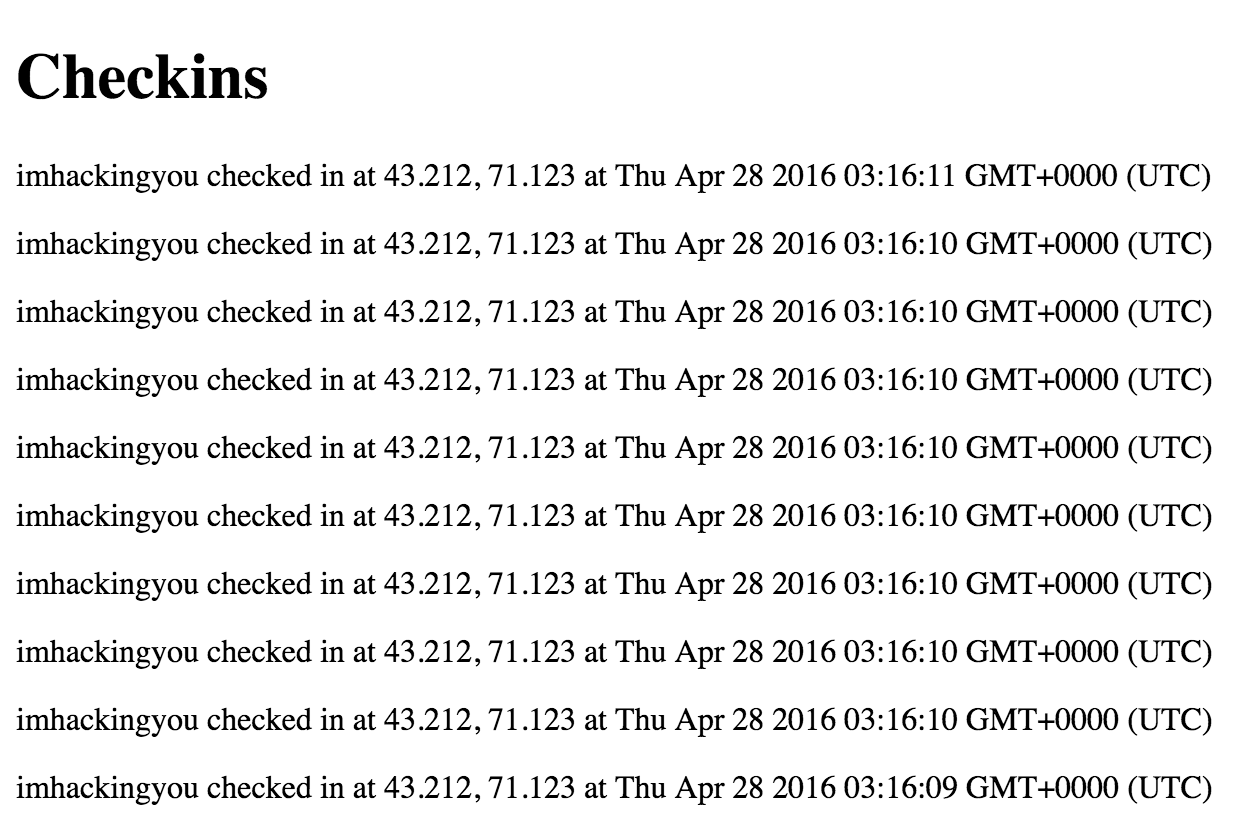 Checkins
imhackingyou checked in at 43.212, 71.123 at Thu Apr 28 2016 03:16:11 GMT+0000 (UTC)
imhackingyou checked in at 43.212, 71.123 at Thu Apr 28 2016 03:16:10 GMT+0000 (UTC)
imhackingyou checked in at 43.212, 71.123 at Thu Apr 28 2016 03:16:10 GMT+0000 (UTC)
imhackingyou checked in at 43.212, 71.123 at Thu Apr 28 2016 03:16:10 GMT+0000 (UTC)
imhackingyou checked in at 43.212, 71.123 at Thu Apr 28 2016 03:16:10 GMT+0000 (UTC)
imhackingyou checked in at 43.212, 71.123 at Thu Apr 28 2016 03:16:10 GMT+0000 (UTC)
imhackingyou checked in at 43.212, 71.123 at Thu Apr 28 2016 03:16:10 GMT+0000 (UTC)
imhackingyou checked in at 43.212, 71.123 at Thu Apr 28 2016 03:16:10 GMT+0000 (UTC)
imhackingyou checked in at 43.212, 71.123 at Thu Apr 28 2016 03:16:10 GMT+0000 (UTC)
imhackingyou checked in at 43.212, 71.123 at Thu Apr 28 2016 03:16:09 GMT+0000 (UTC)